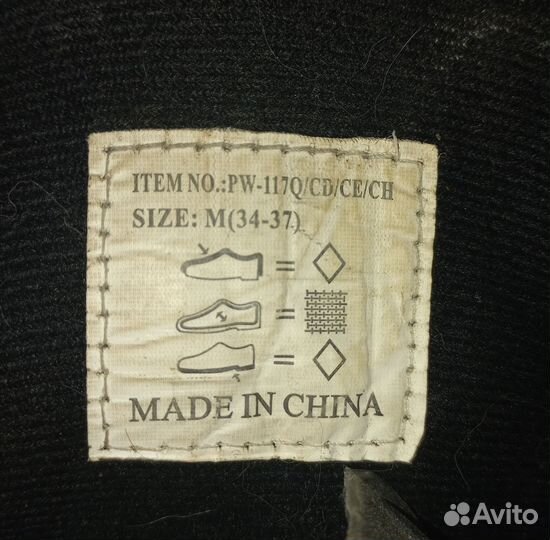 ITEM NO.:PW-117Q/CD/CE/CH
SIZE: M(34-37)
=
=
=
MADE IN CHINA
Avito